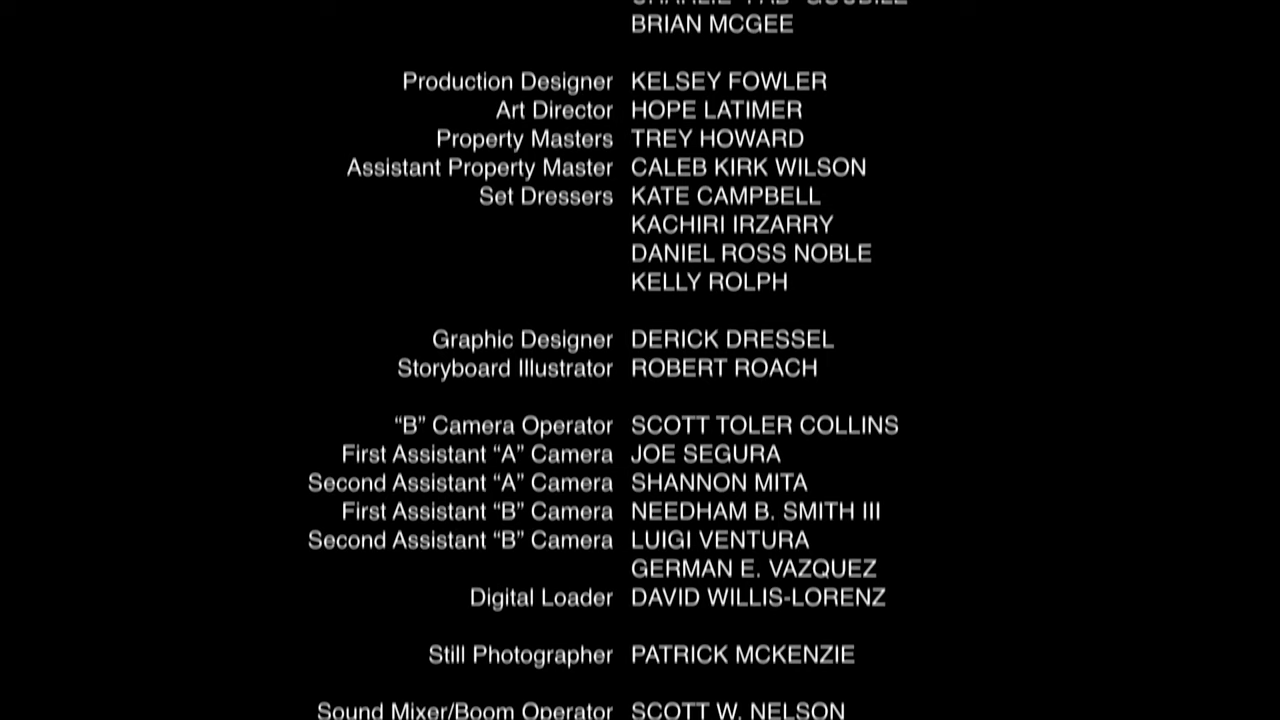 BRIAN MCGEE
Production Designer KELSEY FOWLER
Art Director HOPE LATIMER
Property Masters TREY HOWARD
Assistant Property Master CALEB KIRK WILSON
Set Dressers KATE CAMPBELL
KACHIRI IRZARRY
DANIEL ROSS NOBLE
KELLY ROLPH
Graphic Designer DERICK DRESSEL
Storyboard Illustrator ROBERT ROACH
“B” Camera Operator SCOTT TOLER COLLINS
First Assistant “A” Camera JOE SEGURA
Second Assistant “A” Camera SHANNON MITA
First Assistant “B” Camera NEEDHAM B. SMITH III
Second Assistant “B” Camera LUIGI VENTURA
GERMAN E. VAZQUEZ
Digital Loader DAVID WILLIS-LORENZ
Still Photographer PATRICK MCKENZIE
Sound Mixer/Boom Operator SCOTT W. NELSON